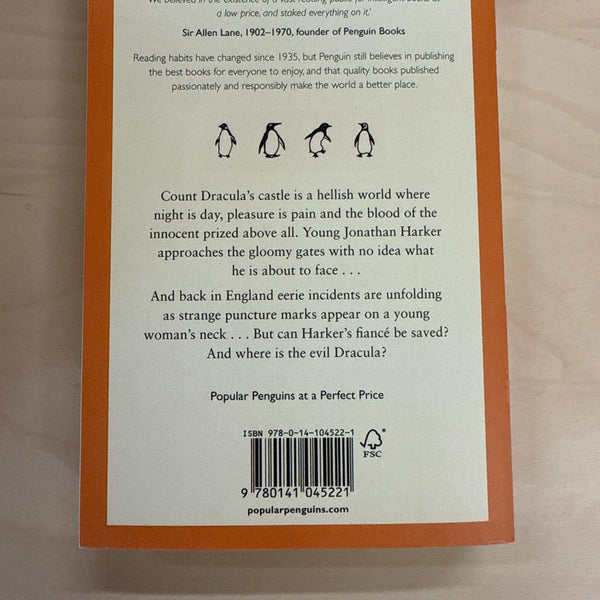 'We believed in the existence of a vast reading public for intelligent books at
a low price, and staked everything on it.'
Sir Allen Lane, 1902–1970, founder of Penguin Books
Reading habits have changed since 1935, but Penguin still believes in publishing
the best books for everyone to enjoy, and that quality books published
passionately and responsibly make the world a better place.
Count Dracula's castle is a hellish world where
night is day, pleasure is pain and the blood of the
innocent prized above all. Young Jonathan Harker
approaches the gloomy gates with no idea what
he is about to face . . .
And back in England eerie incidents are unfolding
as strange puncture marks appear on a young
woman's neck . . . But can Harker's fiancé be saved?
And where is the evil Dracula?
Popular Penguins at a Perfect Price
ISBN 978-0-14-104522-1
FSC
9 780141 045221
popularpenguins.com